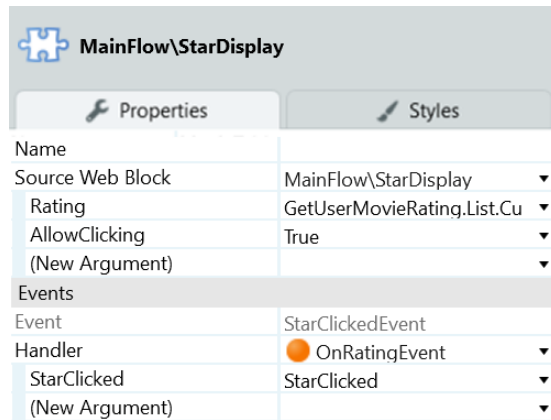 MainFlow\StarDisplay
Properties Styles
Name
Source Web Block MainFlow\StarDisplay
Rating GetUserMovieRating.List.Cu
AllowClicking True
(New Argument)
Events
Event StarClickedEvent
Handler OnRatingEvent
StarClicked StarClicked
(New Argument)